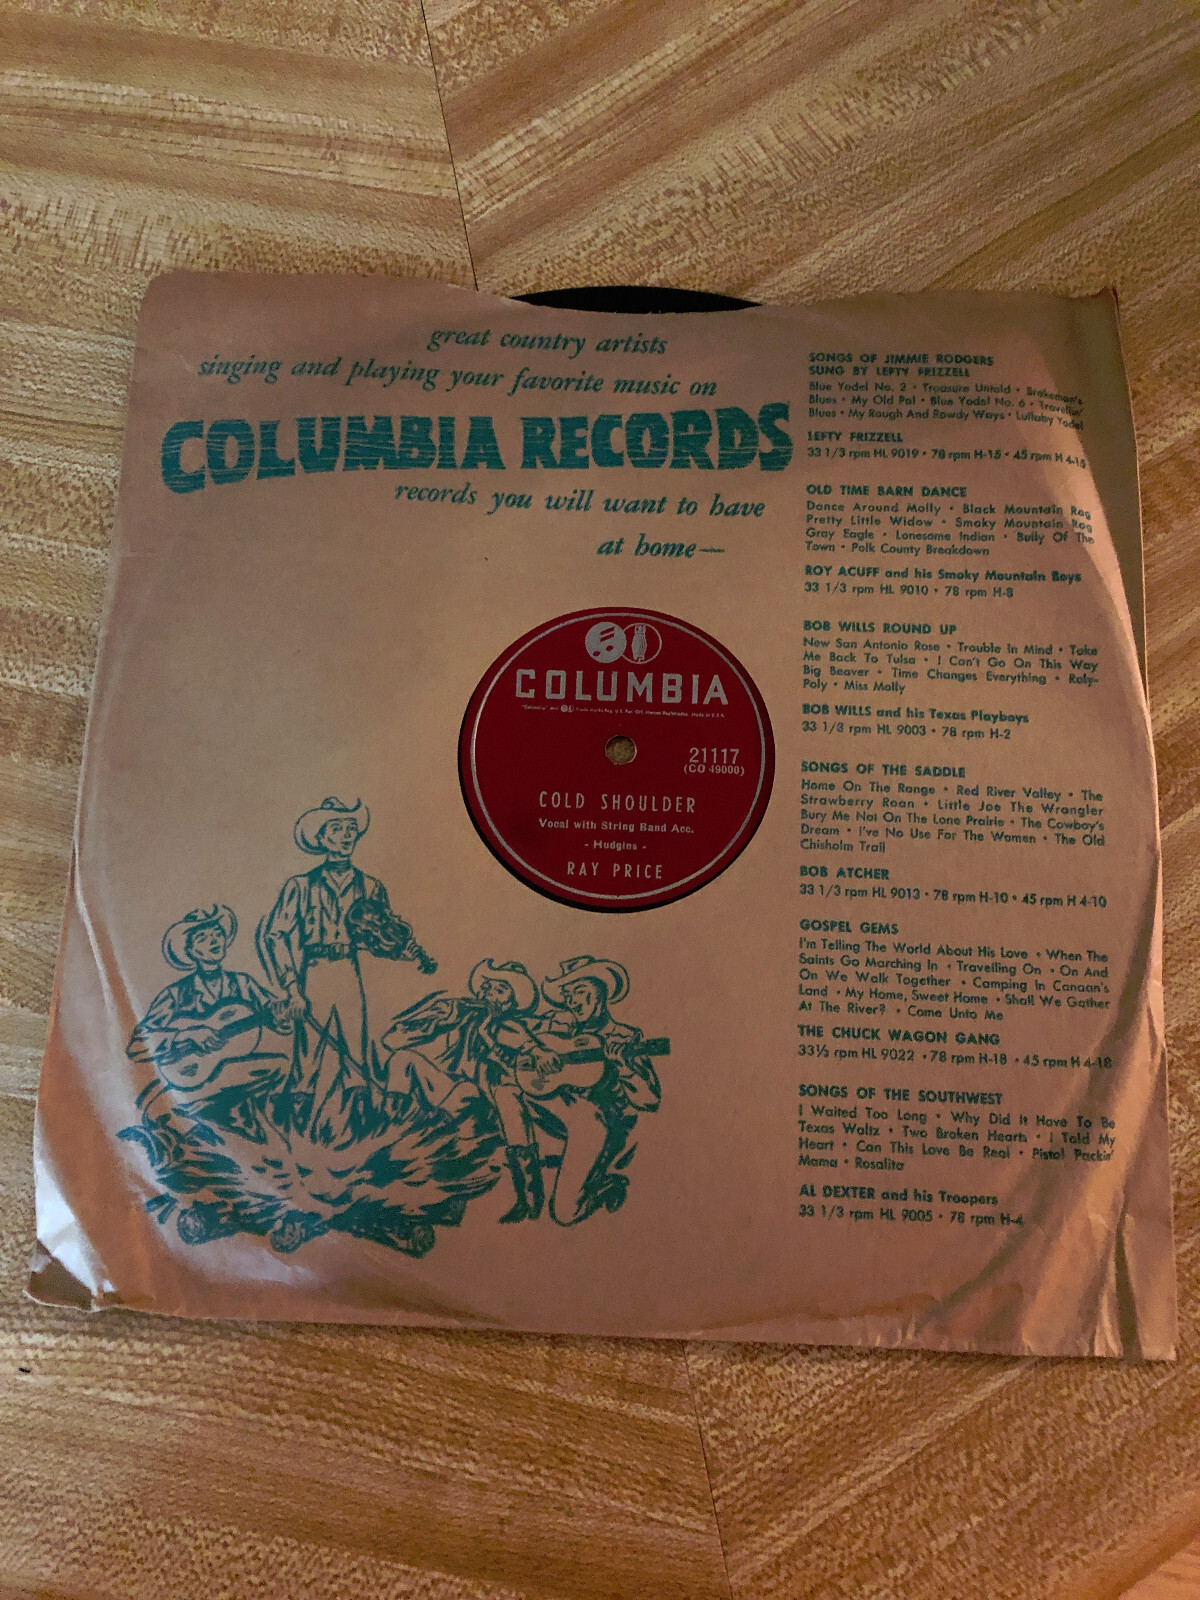 great country artists
singing and playing your favorite music on
COLUMBIA RECORDS
records you will want to have
at home—
COLUMBIA
"Columbia" and Trade marks Reg. U.S. Pat. Off. Marcas Registradas. Made in U.S.A.
21117
(CO 49000)
COLD SHOULDER
Vocal with String Band Acc.
- Hudgins -
RAY PRICE
SONGS OF JIMMIE RODGERS
SUNG BY LEFTY FRIZZELL
Blue Yodel No. 2 • Treasure Untold • Brakeman's
Blues • My Old Pal • Blue Yodel No. 6 • Travellin'
Blues • My Rough And Rowdy Ways • Lullaby Yodel
LEFTY FRIZZELL
33 1/3 rpm HL 9019 • 78 rpm H-15 • 45 rpm H 4-15
OLD TIME BARN DANCE
Dance Around Molly • Black Mountain Rag
Pretty Little Widow • Smoky Mountain Rag
Gray Eagle • Lonesome Indian • Bully Of The
Town • Polk County Breakdown
ROY ACUFF and his Smoky Mountain Boys
33 1/3 rpm HL 9010 • 78 rpm H-8
BOB WILLS ROUND UP
New San Antonio Rose • Trouble In Mind • Take
Me Back To Tulsa • I Can't Go On This Way
Big Beaver • Time Changes Everything • Roly-
Poly • Miss Molly
BOB WILLS and his Texas Playboys
33 1/3 rpm HL 9003 • 78 rpm H-2
SONGS OF THE SADDLE
Home On The Range • Red River Valley • The
Strawberry Roan • Little Joe The Wrangler
Bury Me Not On The Lone Prairie • The Cowboy's
Dream • I've No Use For The Women • The Old
Chisholm Trail
BOB ATCHER
33 1/3 rpm HL 9013 • 78 rpm H-10 • 45 rpm H 4-10
GOSPEL GEMS
I'm Telling The World About His Love • When The
Saints Go Marching In • Travelling On • On And
On We Walk Together • Camping In Canaan's
Land • My Home, Sweet Home • Shall We Gather
At The River? • Come Unto Me
THE CHUCK WAGON GANG
33⅓ rpm HL 9022 • 78 rpm H-18 • 45 rpm H 4-18
SONGS OF THE SOUTHWEST
I Waited Too Long • Why Did It Have To Be
Texas Waltz • Two Broken Hearts • I Told My
Heart • Can This Love Be Real • Pistol Packin'
Mama • Rosalita
AL DEXTER and his Troopers
33 1/3 rpm HL 9005 • 78 rpm H-4